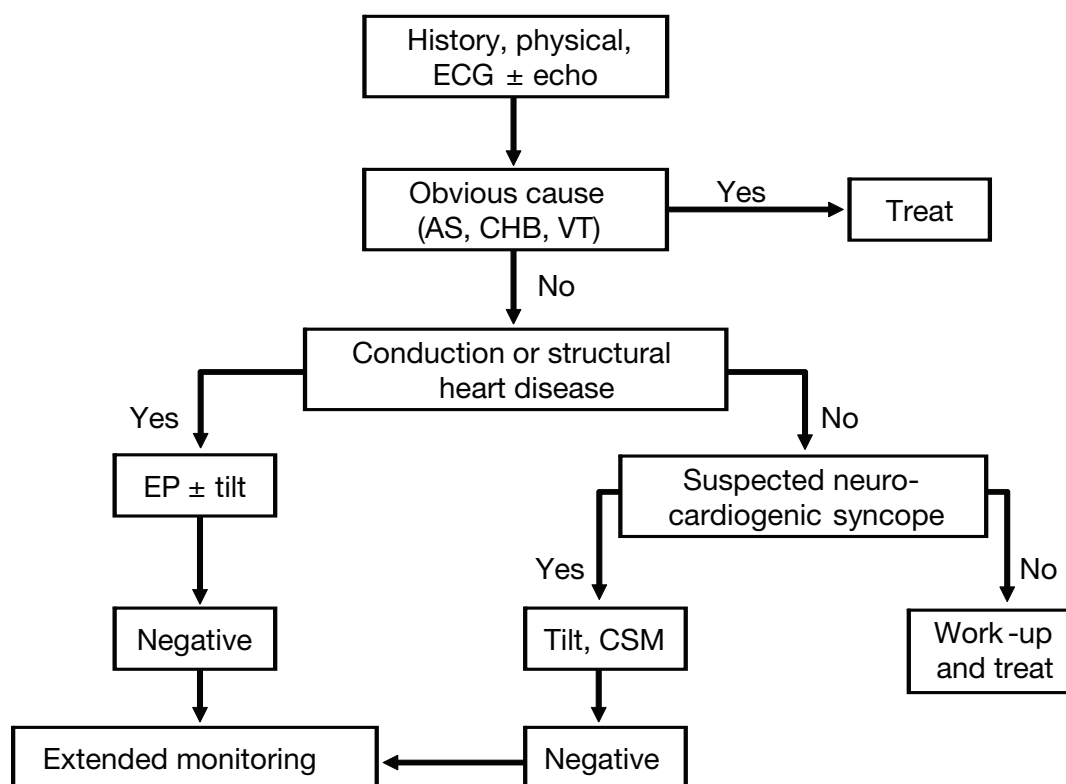 History, physical,
ECG ± echo
Obvious cause
(AS, CHB, VT)
Yes
Treat
No
Conduction or structural
heart disease
Yes
No
EP ± tilt
Suspected neuro-
cardiogenic syncope
Yes
No
Negative
Tilt, CSM
Work-up
and treat
Extended monitoring
Negative